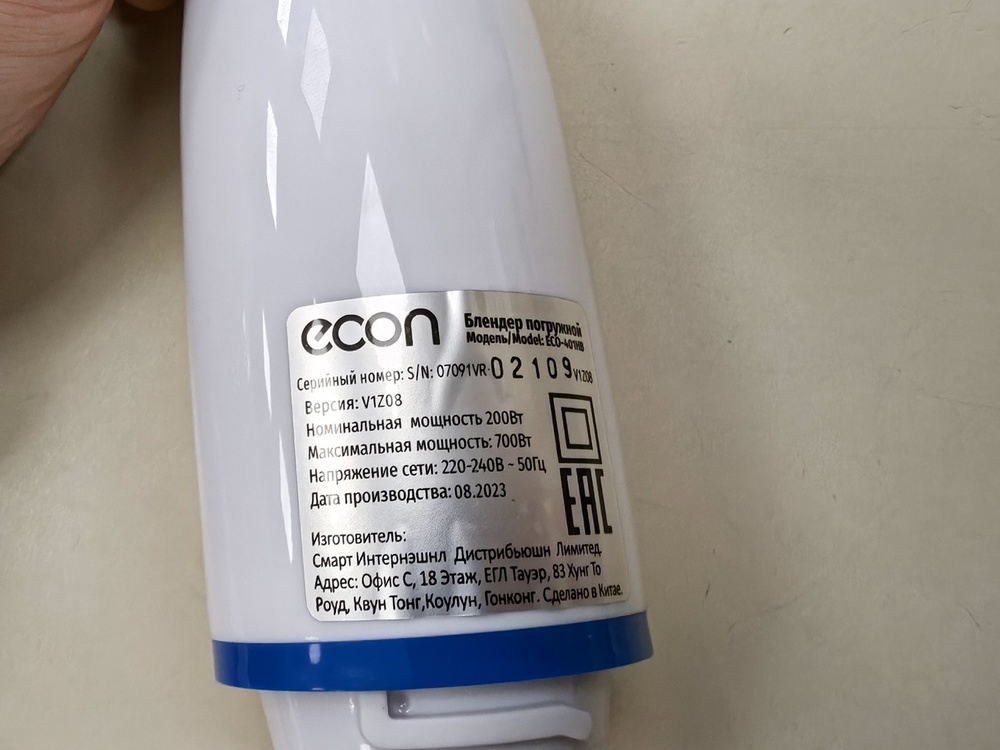 econ
Блендер погружной
Модель/Model: ECO-401HB
Серийный номер: S/N: 07091VR-02109V1Z08
Версия: V1Z08
Номинальная мощность 200Вт
Максимальная мощность: 700Вт
Напряжение сети: 220-240В ~ 50Гц
Дата производства: 08.2023
EAC
Изготовитель:
Смарт Интернэшнл Дистрибьюшн Лимитед.
Адрес: Офис С, 18 Этаж, ЕГЛ Тауэр, 83 Хунг То
Роуд, Квун Тонг,Коулун, Гонконг. Сделано в Китае.